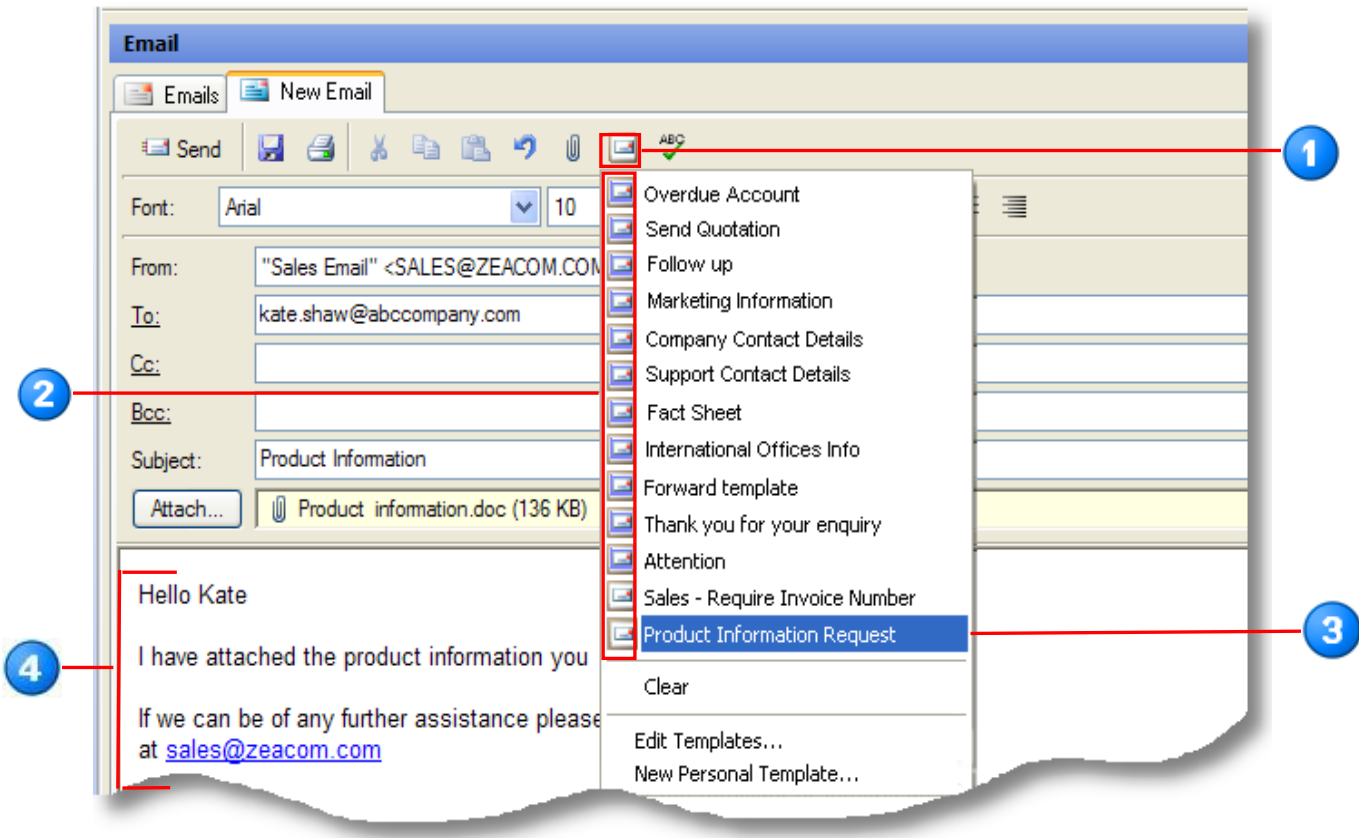 Email
Emails New Email
Send ABC
1
Font: Arial 10
Overdue Account
Send Quotation
From: "Sales Email" <SALES@ZEACOM.COM
Follow up
Marketing Information
To: kate.shaw@abccompany.com
Company Contact Details
Cc:
Support Contact Details
2
Bcc:
Fact Sheet
Subject: Product Information
International Offices Info
Forward template
Attach... Product information.doc (136 KB)
Thank you for your enquiry
Attention
Hello Kate
Sales - Require Invoice Number
Product Information Request
3
4
I have attached the product information you
Clear
If we can be of any further assistance please
at sales@zeacom.com
Edit Templates...
New Personal Template...